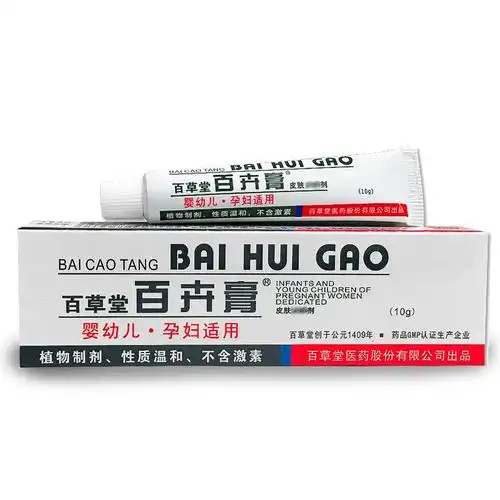 BAI CAO TANG BAI HUI GAO
百草堂 百卉膏 皮肤 剂 (10g)
婴幼儿·孕妇适用
植物制剂、性质温和、不含激素 百草堂医药股份有限公司出品
BAI CAO TANG BAI HUI GAO
百草堂 百卉膏®
INFANTS AND
YOUNG CHILDREN OF
PREGNANT WOMEN
DEDICATED
皮肤 剂 (10g)
婴幼儿·孕妇适用 百草堂创于公元1409年 ■ 药品GMP认证生产企业
植物制剂、性质温和、不含激素 百草堂医药股份有限公司出品